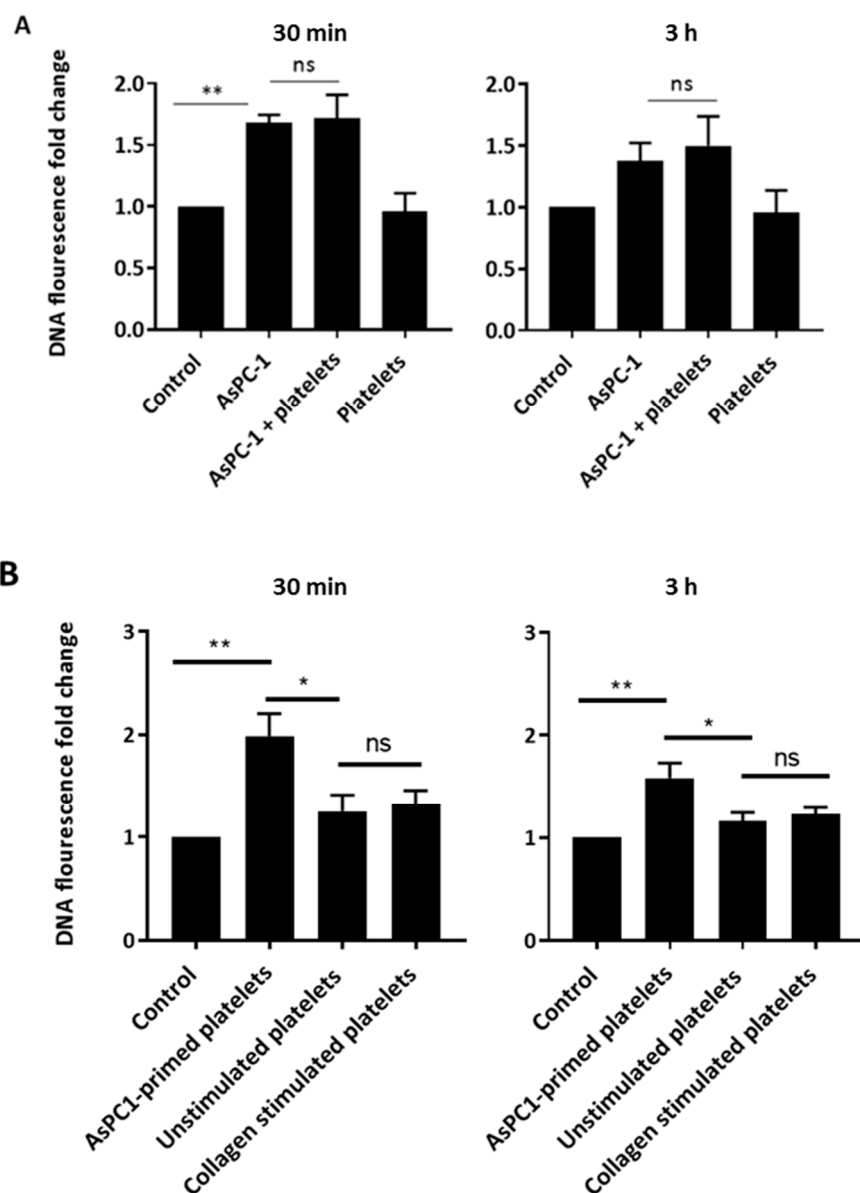 A
30 min
3 h
DNA flourescence fold change
** ns
ns
2.0
1.5
1.0
0.5
0.0
2.0
1.5
1.0
0.5
0.0
Control
AsPC-1
AsPC-1 + platelets
Platelets
Control
AsPC-1
AsPC-1 + platelets
Platelets
B
30 min
3 h
DNA flourescence fold change
3
2
1
0
**
*
ns
3
2
1
0
**
*
ns
Control
AsPC1-primed platelets
Unstimulated platelets
Collagen stimulated platelets
Control
AsPC1-primed platelets
Unstimulated platelets
Collagen stimulated platelets